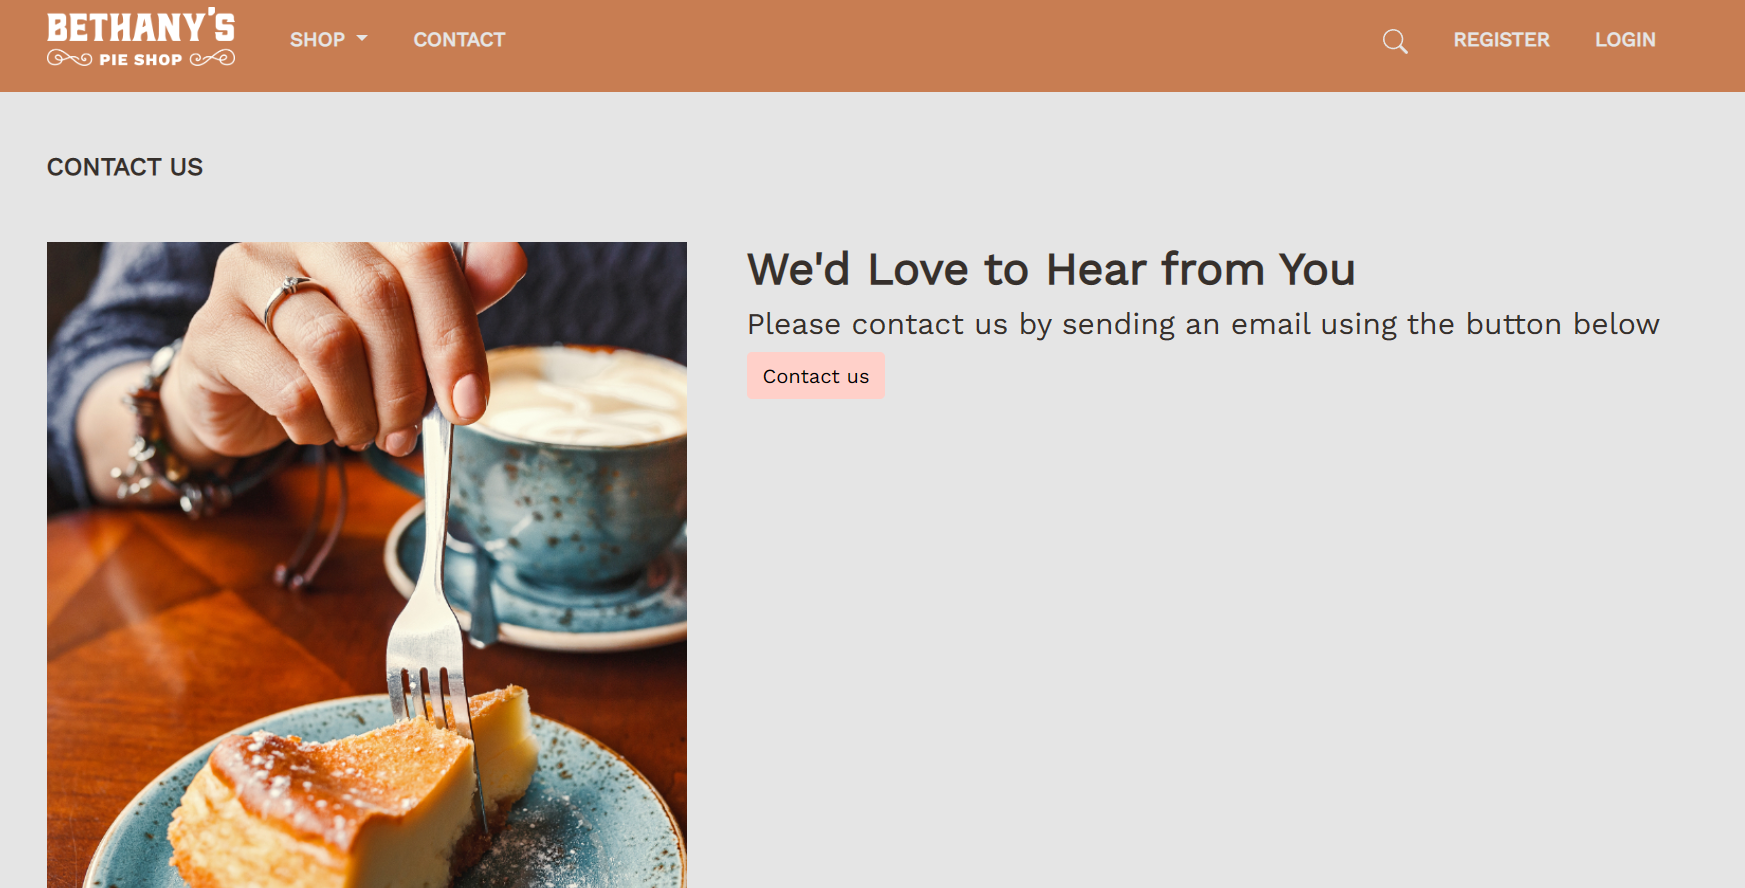 BETHANY'S
PIE SHOP
SHOP
CONTACT
REGISTER
LOGIN
CONTACT US
We'd Love to Hear from You
Please contact us by sending an email using the button below
Contact us